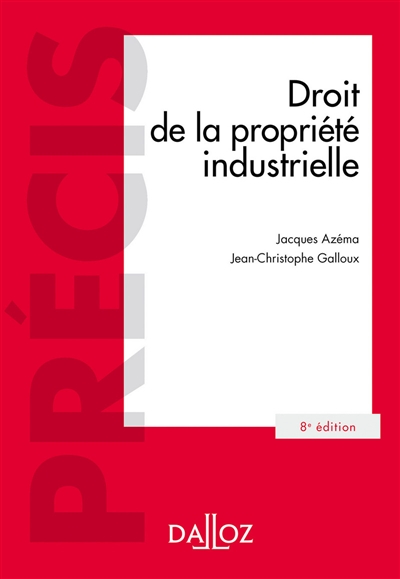 PRÉCIS
Droit
de la propriété
industrielle
Jacques Azéma
Jean-Christophe Galloux
8e édition
DALLOZ